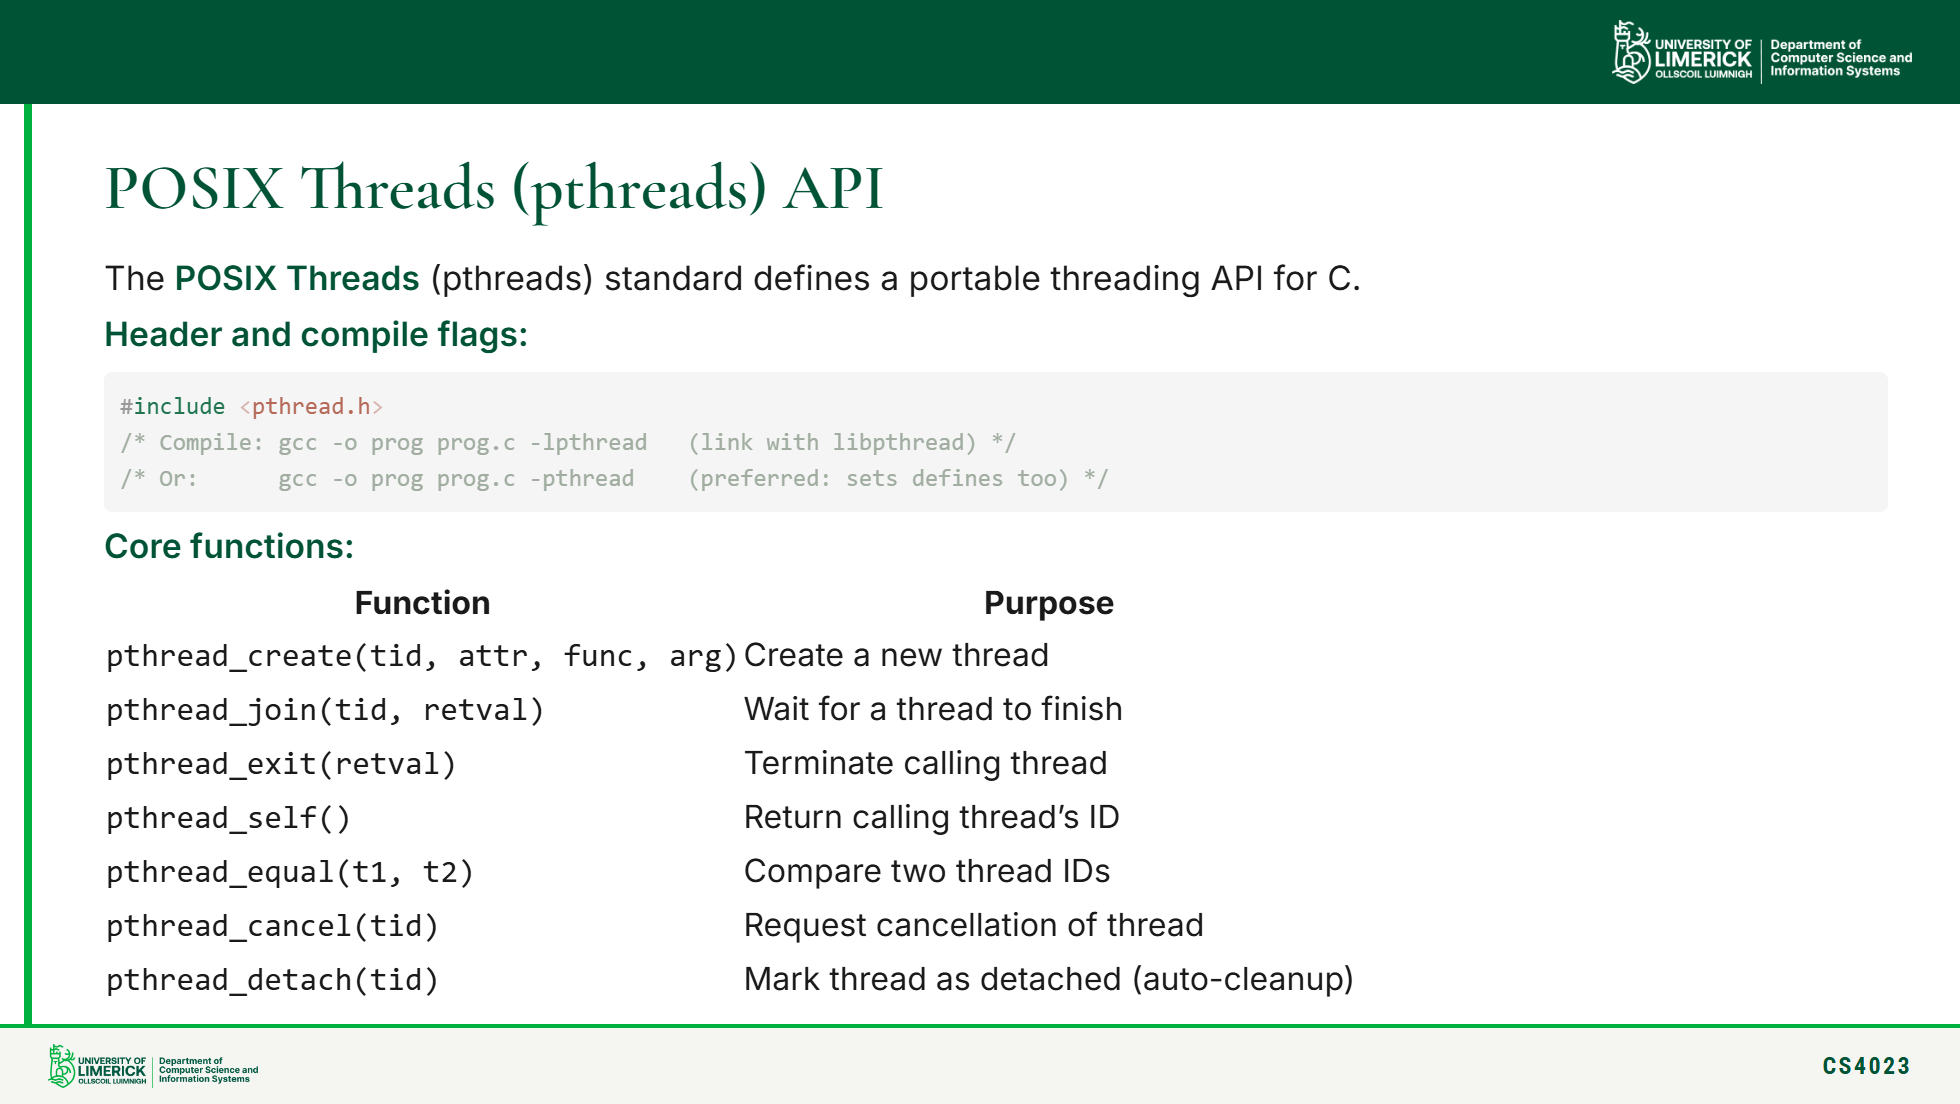 UNIVERSITY OF
LIMERICK
OLLSCOIL LUIMNIGH
Department of
Computer Science and
Information Systems
POSIX Threads (pthreads) API
The POSIX Threads (pthreads) standard defines a portable threading API for C.
Header and compile flags:
#include <pthread.h>
/* Compile: gcc -o prog prog.c -lpthread   (link with libpthread) */
/* Or:      gcc -o prog prog.c -pthread    (preferred: sets defines too) */
Core functions:
Function Purpose
pthread_create(tid, attr, func, arg) Create a new thread
pthread_join(tid, retval) Wait for a thread to finish
pthread_exit(retval) Terminate calling thread
pthread_self() Return calling thread’s ID
pthread_equal(t1, t2) Compare two thread IDs
pthread_cancel(tid) Request cancellation of thread
pthread_detach(tid) Mark thread as detached (auto-cleanup)
UNIVERSITY OF
LIMERICK
OLLSCOIL LUIMNIGH
Department of
Computer Science and
Information Systems
CS4023